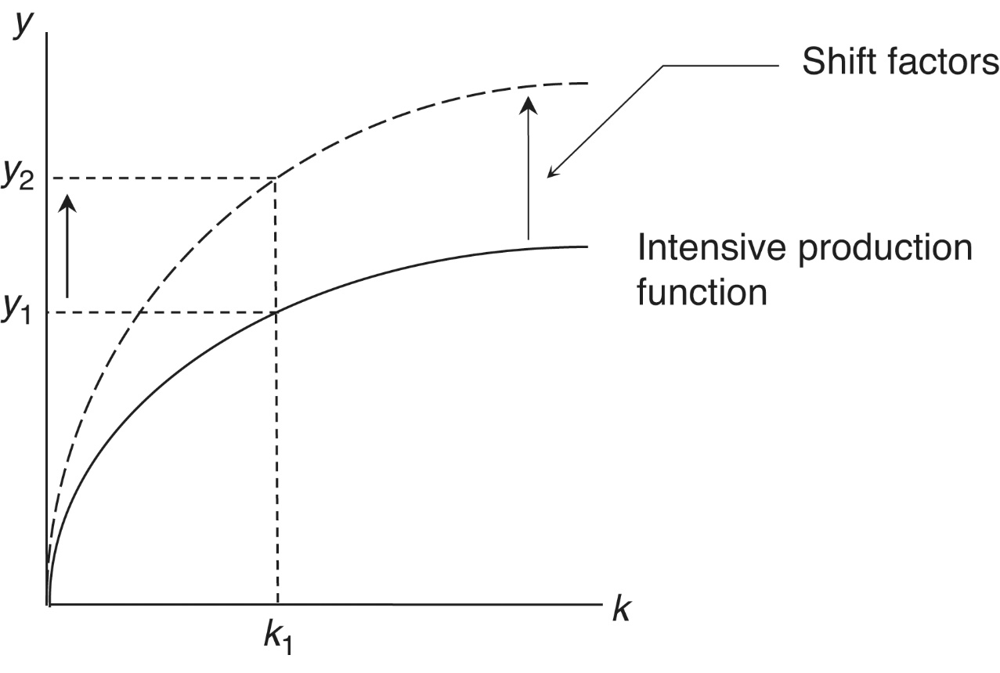 y
Shift factors
y2
Intensive production
function
y1
k
k1